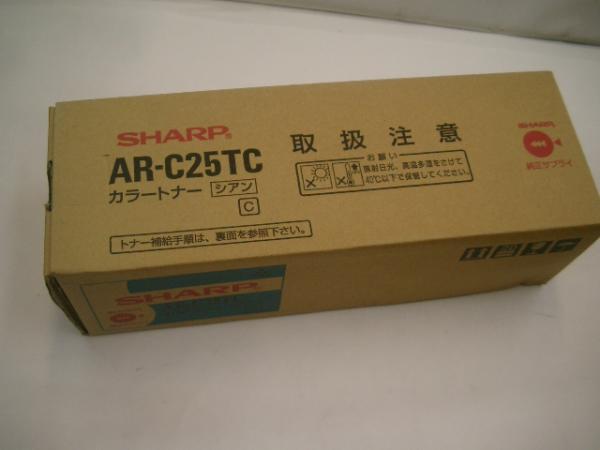 SHARP®
AR-C25TC
カラートナー シアン
C
トナー補給手順は、裏面を参照下さい。
取扱注意
お願い
直射日光、高温多湿をさけて
40℃以下で保管してください。
SHARP
純正サプライ
SHARP